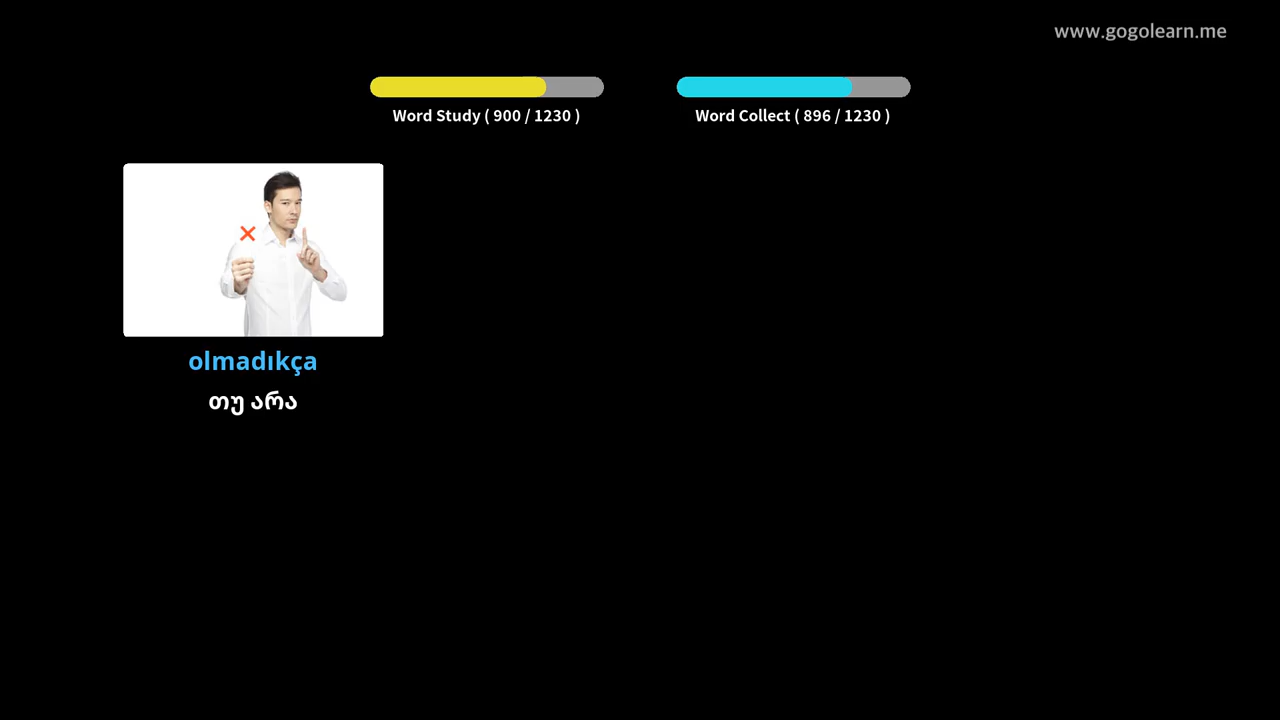 www.gogolearn.me
Word Study ( 900 / 1230 )
Word Collect ( 896 / 1230 )
olmadıkça
თუ არა